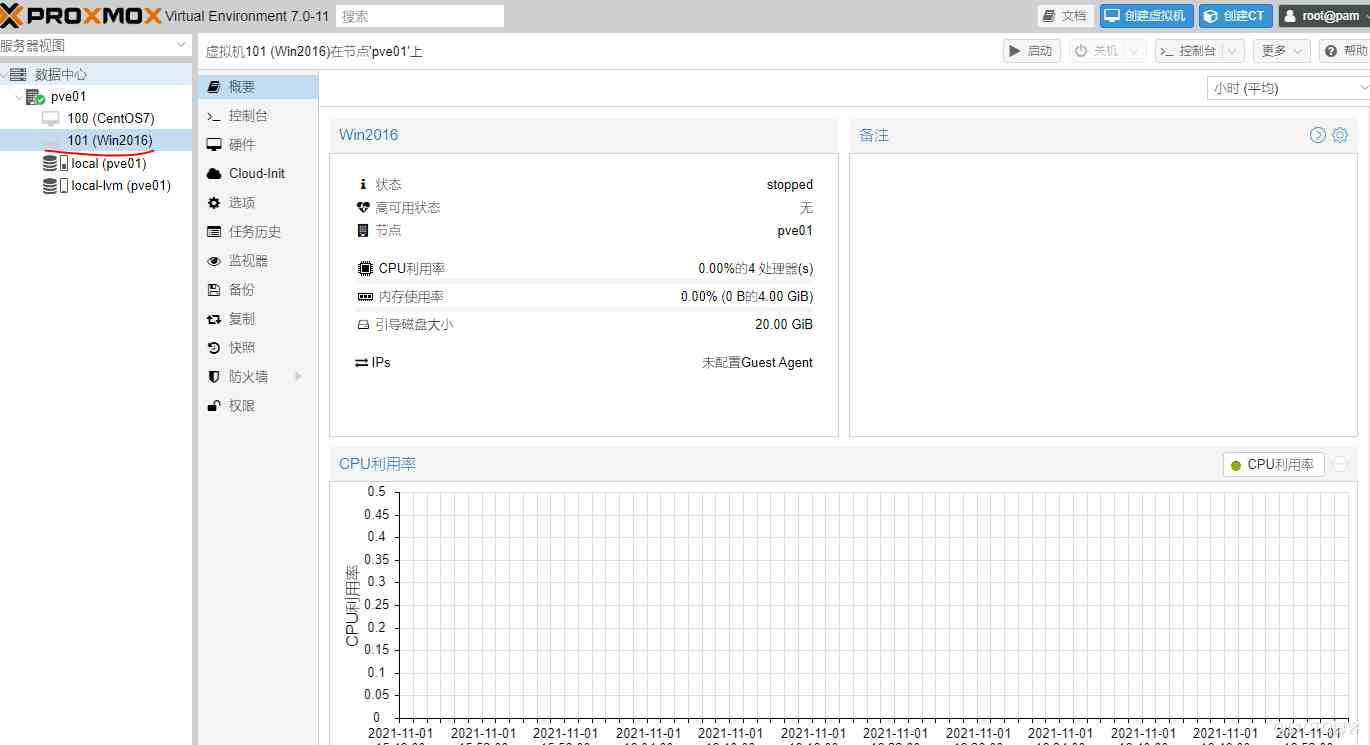 PROXMOX Virtual Environment 7.0-11 搜索 文档 创建虚拟机 创建CT root@pam
服务器视图
数据中心
pve01
100 (CentOS7)
101 (Win2016)
local (pve01)
local-lvm (pve01)
虚拟机101 (Win2016)在节点'pve01'上 启动 关机 控制台 更多 帮助
概要
控制台
硬件
Cloud-Init
选项
任务历史
监视器
备份
复制
快照
防火墙
权限
小时 (平均)
Win2016
状态 stopped
高可用状态 无
节点 pve01
CPU利用率 0.00%的4 处理器(s)
内存使用率 0.00% (0 B的4.00 GiB)
引导磁盘大小 20.00 GiB
IPs 未配置Guest Agent
备注
CPU利用率
CPU利用率
CPU利用率
0.5
0.45
0.4
0.35
0.3
0.25
0.2
0.15
0.1
0.05
0
2021-11-01 2021-11-01 2021-11-01 2021-11-01 2021-11-01 2021-11-01 2021-11-01 2021-11-01 2021-11-01 2021-11-01 2021-11-01 2021-11-01